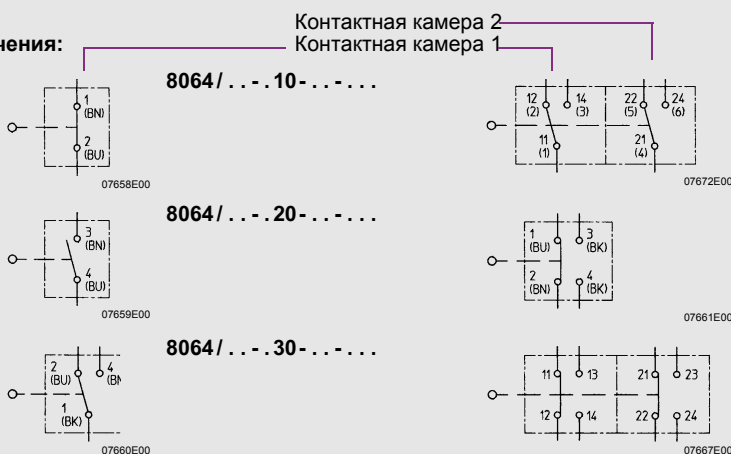 Контактная камера 2
чения: Контактная камера 1
8064/ . . - . 10 - . . - . . .
1
(BN)
2
(BU)
07658E00
12
(2)
14
(3)
11
(1)
22
(5)
24
(6)
21
(4)
07672E00
8064/ . . - . 20 - . . - . . .
3
(BN)
4
(BU)
07659E00
1
(BU)
3
(BK)
2
(BN)
4
(BK)
07661E00
8064/ . . - . 30 - . . - . . .
2
(BU)
4
1
(BK)
07660E00
11 13 21 23
12 14 22 24
07667E00